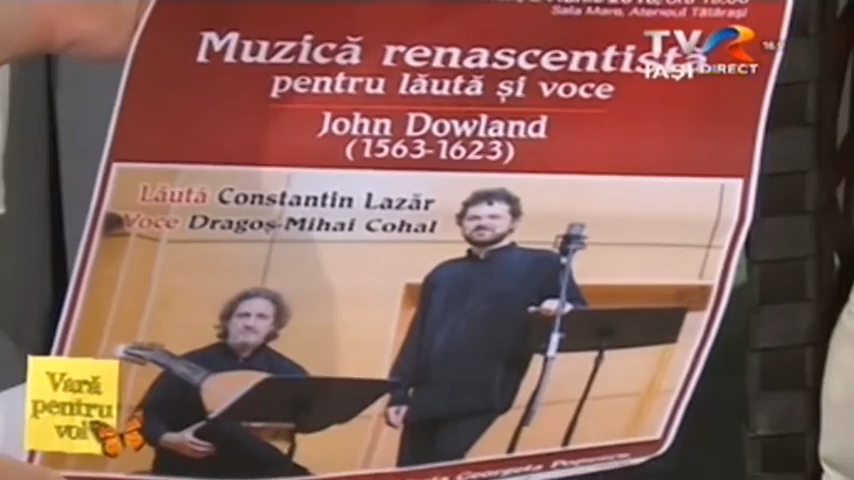 Sala Mare, Ateneul Tătărași
Muzică renascentistă
pentru lăută și voce
John Dowland
(1563-1623)
Lăută Constantin Lazăr
Voce Dragoș-Mihai Cohal
TVR
IAȘI DIRECT
Vară
pentru
voi